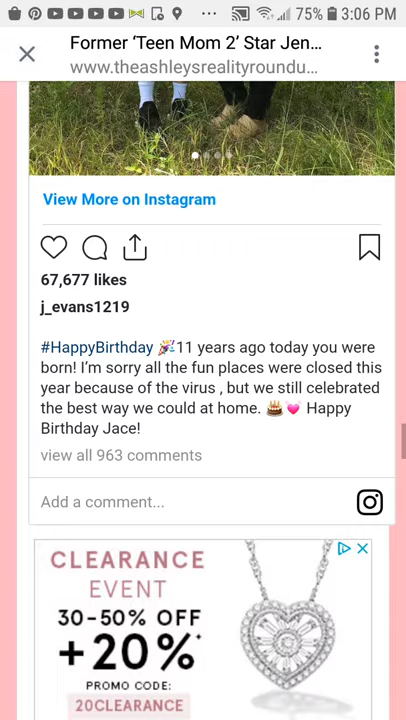 75% 3:06 PM
Former ‘Teen Mom 2’ Star Jen...
www.theashleysrealityroundu...
View More on Instagram
67,677 likes
j_evans1219
#HappyBirthday 🎉11 years ago today you were
born! I’m sorry all the fun places were closed this
year because of the virus , but we still celebrated
the best way we could at home. 🎂💓 Happy
Birthday Jace!
view all 963 comments
Add a comment...
CLEARANCE
EVENT
30-50% OFF
+20%*
PROMO CODE:
20CLEARANCE